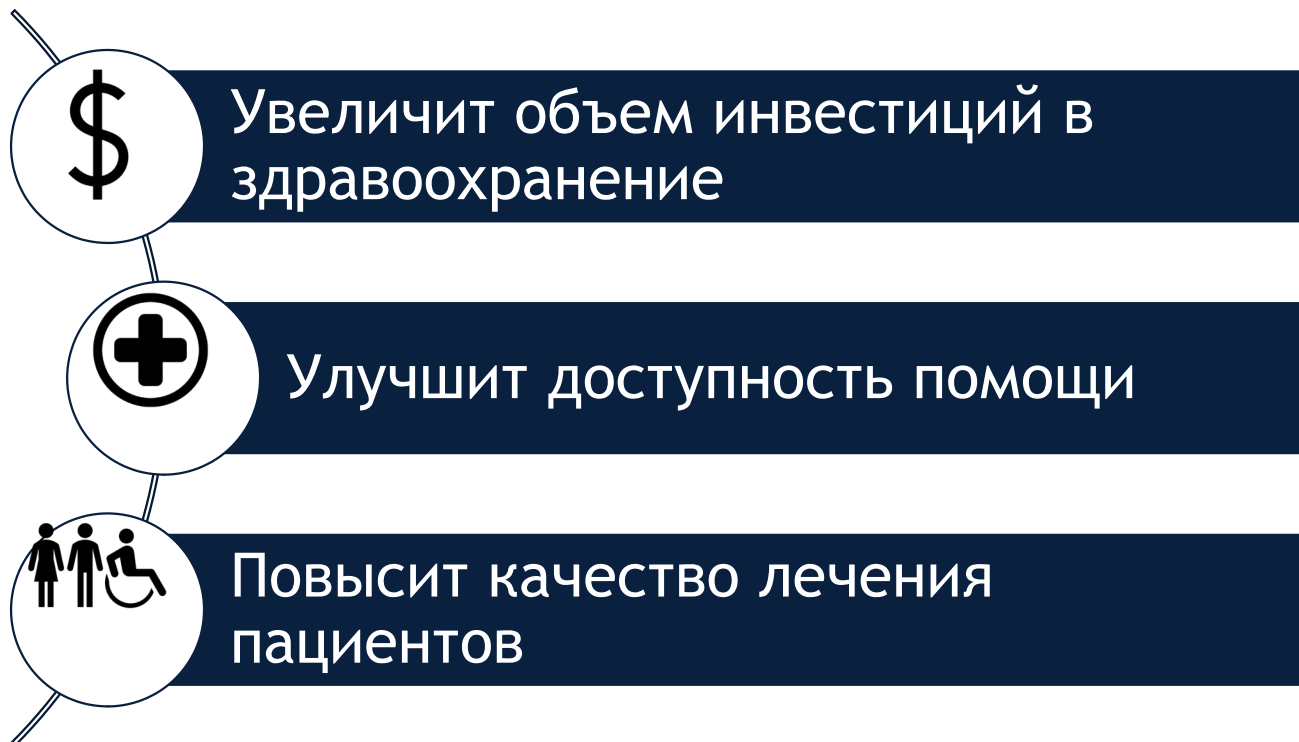 Увеличит объем инвестиций в
здравоохранение
Улучшит доступность помощи
Повысит качество лечения
пациентов